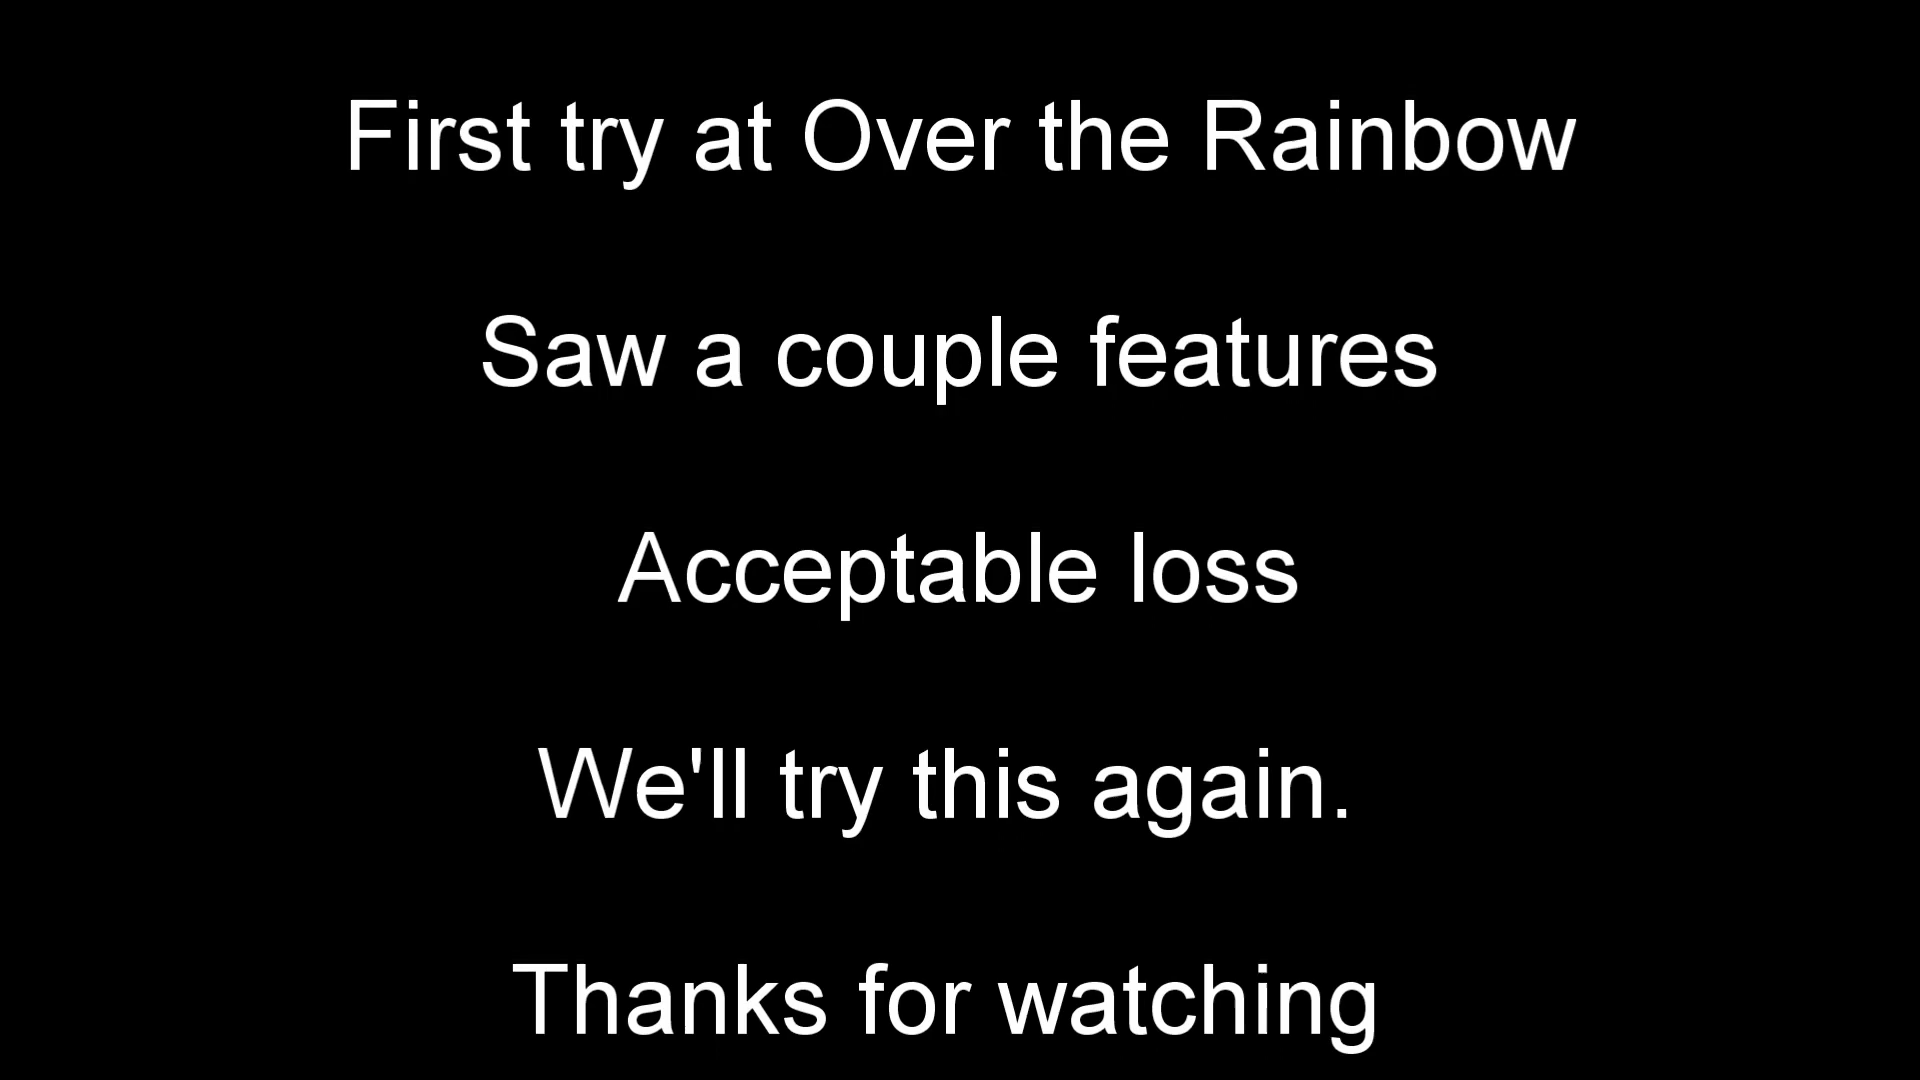 First try at Over the Rainbow
Saw a couple features
Acceptable loss
We'll try this again.
Thanks for watching